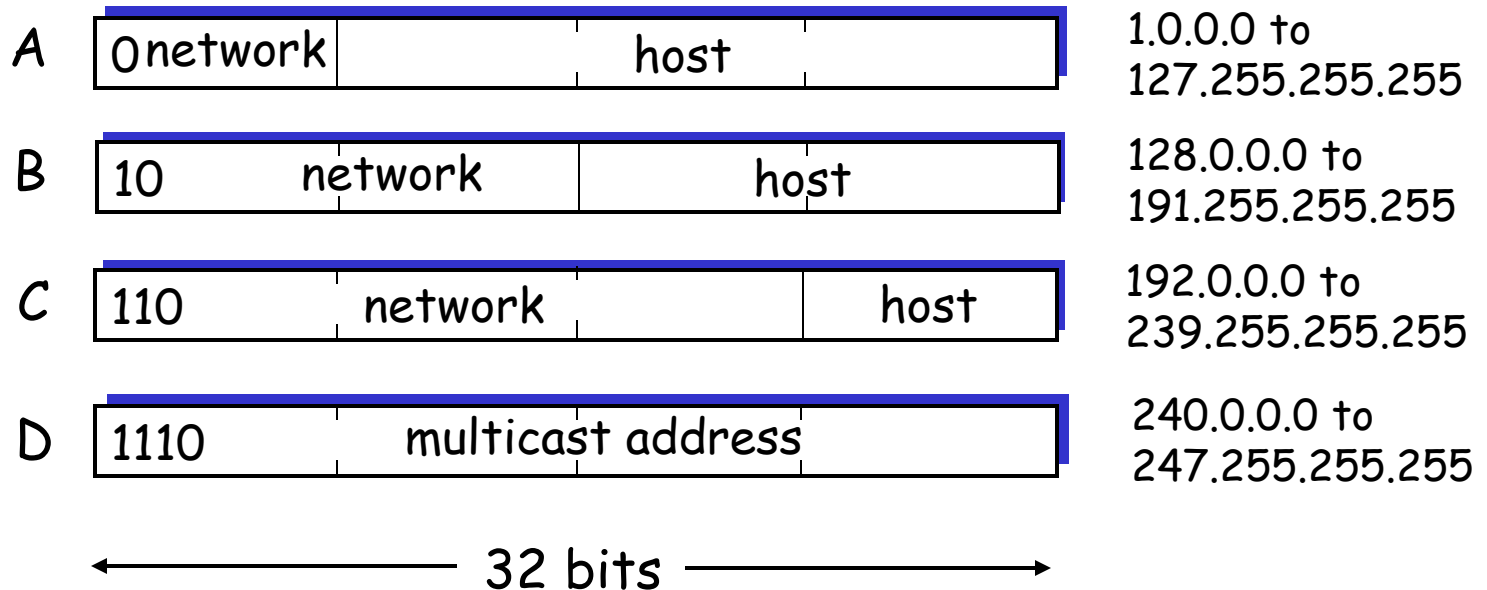 A
0 network
host
1.0.0.0 to
127.255.255.255
B
10
network
host
128.0.0.0 to
191.255.255.255
C
110
network
host
192.0.0.0 to
239.255.255.255
D
1110
multicast address
240.0.0.0 to
247.255.255.255
32 bits